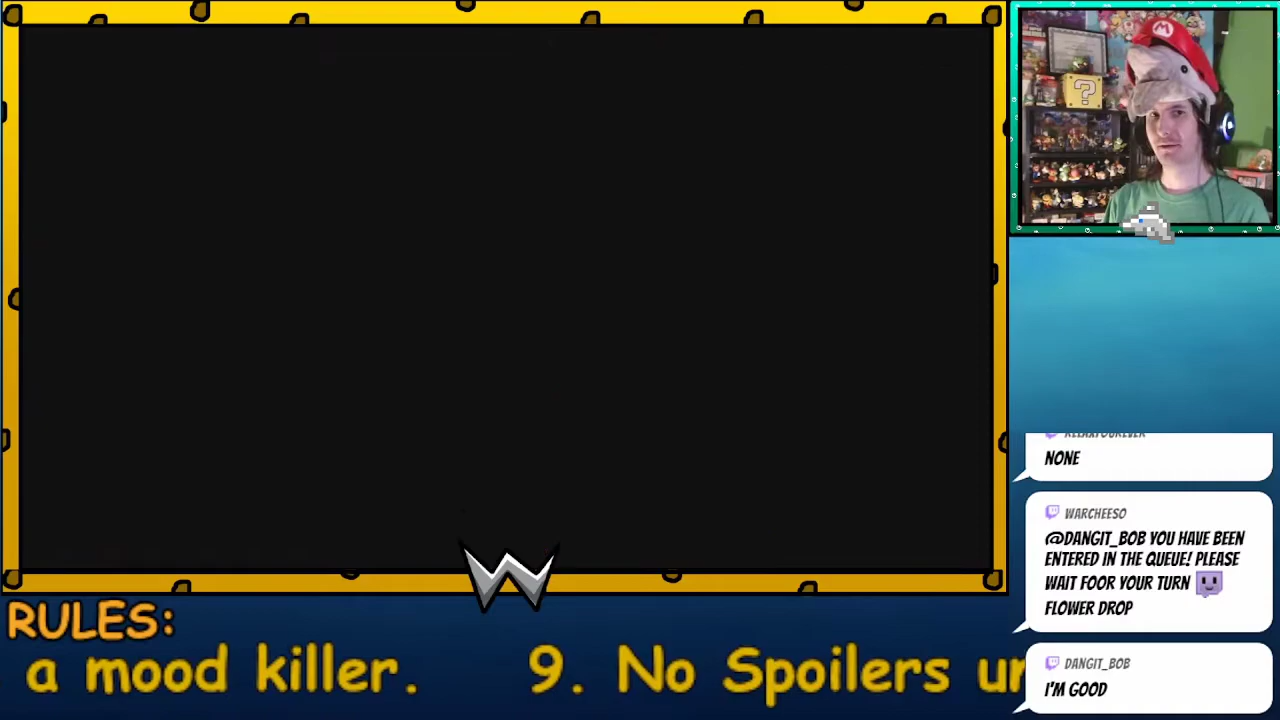 M
?
W
NONE
WARCHEESO
@DANGIT_BOB YOU HAVE BEEN
ENTERED IN THE QUEUE! PLEASE
WAIT FOOR YOUR TURN
FLOWER DROP
DANGIT_BOB
I'M GOOD
RULES:
a mood killer. 9. No Spoilers